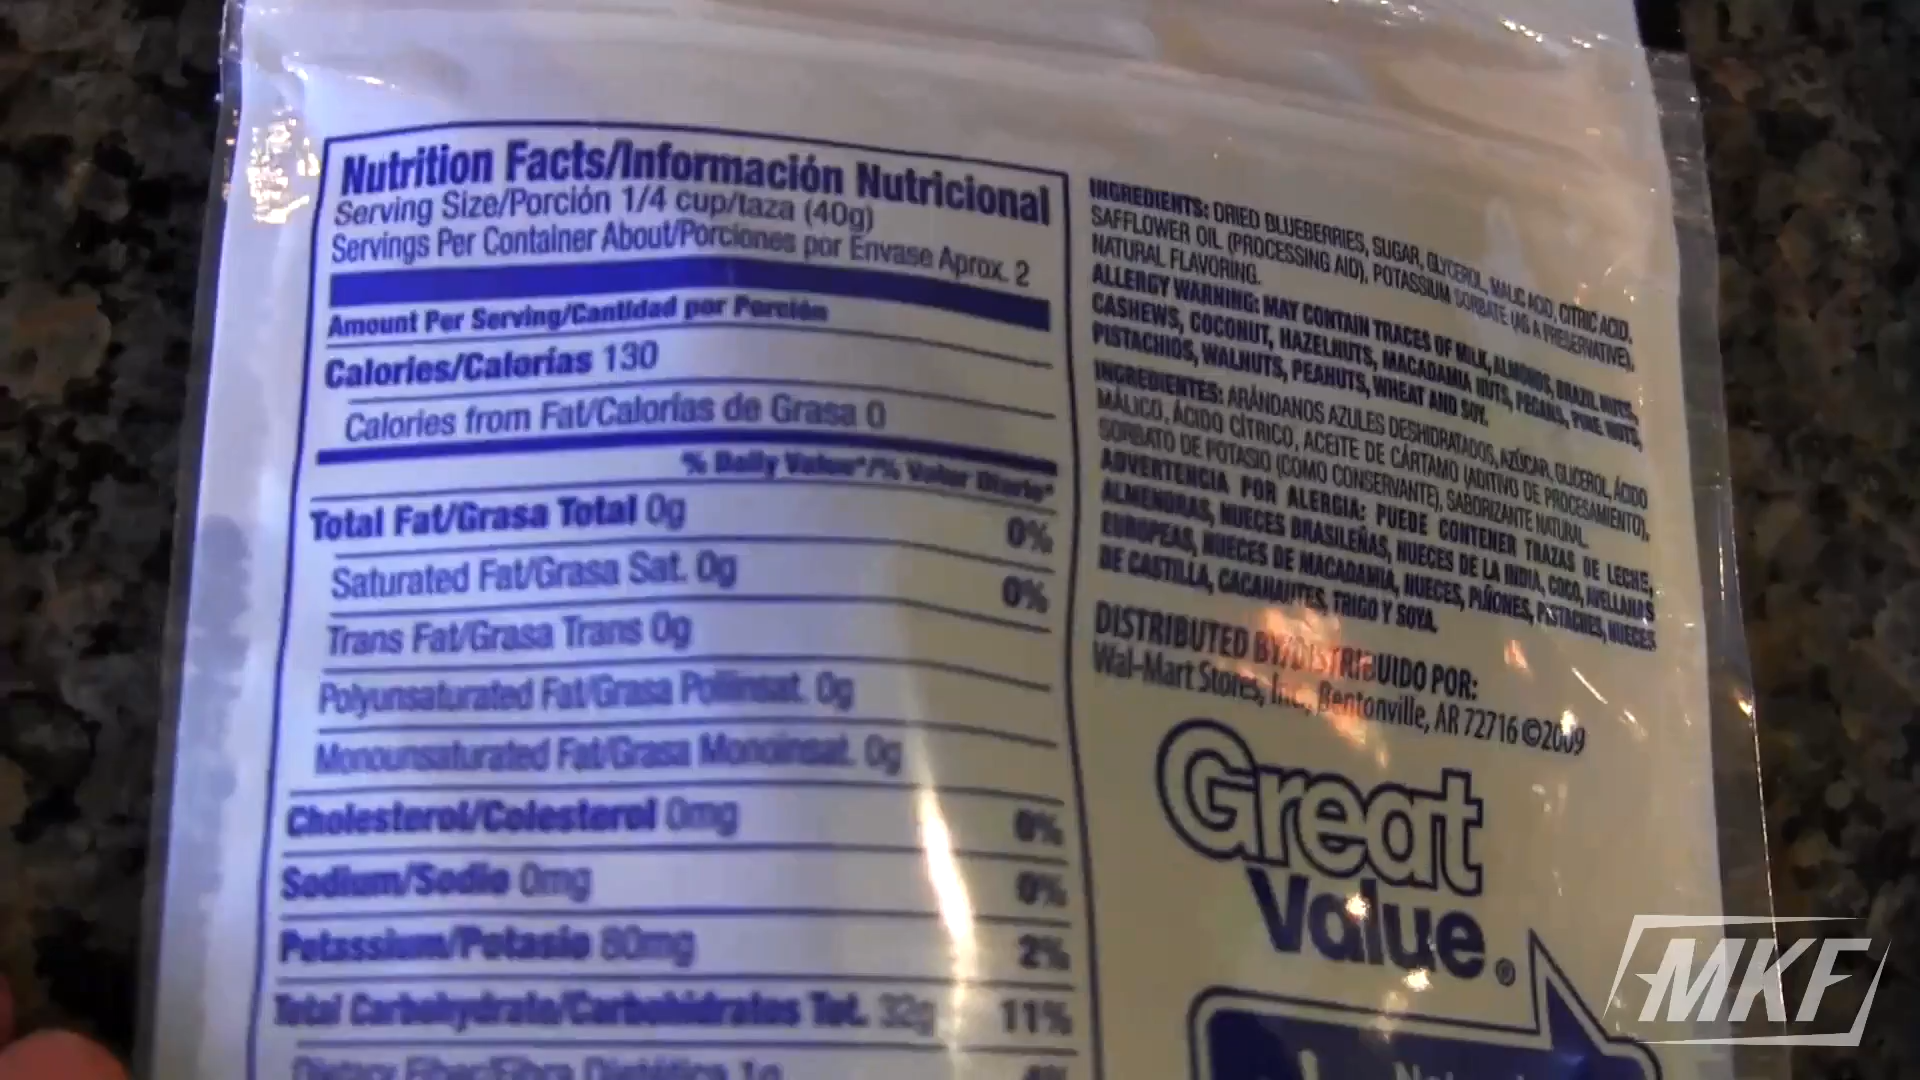 Nutrition Facts/Información Nutricional
Serving Size/Porción 1/4 cup/taza (40g)
Servings Per Container About/Porciones por Envase Aprox. 2
Amount Per Serving/Cantidad por Porción
Calories/Calorías 130
Calories from Fat/Calorías de Grasa 0
% Daily Value*/% Valor Diario*
Total Fat/Grasa Total 0g 0%
Saturated Fat/Grasa Sat. 0g 0%
Trans Fat/Grasa Trans 0g
Polyunsaturated Fat/Grasa Poliinsat. 0g
Monounsaturated Fat/Grasa Monoinsat. 0g
Cholesterol/Colesterol 0mg 0%
Sodium/Sodio 0mg 0%
Potassium/Potasio 80mg 2%
Total Carbohydrate/Carbohidratos Tot. 32g 11%
Dietary Fiber/Fibra Dietética 1g
INGREDIENTS: DRIED BLUEBERRIES, SUGAR, GLYCEROL, MALIC ACID, CITRIC ACID,
SAFFLOWER OIL (PROCESSING AID), POTASSIUM SORBATE (AS A PRESERVATIVE),
NATURAL FLAVORING.
ALLERGY WARNING: MAY CONTAIN TRACES OF MILK, ALMONDS, BRAZIL NUTS,
CASHEWS, COCONUT, HAZELNUTS, MACADAMIA NUTS, PECANS, PINE NUTS,
PISTACHIOS, WALNUTS, PEANUTS, WHEAT AND SOY.
INGREDIENTES: ARÁNDANOS AZULES DESHIDRATADOS, AZÚCAR, GLICEROL, ÁCIDO
MÁLICO, ÁCIDO CÍTRICO, ACEITE DE CÁRTAMO (ADITIVO DE PROCESAMIENTO),
SORBATO DE POTASIO (COMO CONSERVANTE), SABORIZANTE NATURAL.
ADVERTENCIA POR ALERGIA: PUEDE CONTENER TRAZAS DE LECHE,
ALMENDRAS, NUECES BRASILEÑAS, NUECES DE LA INDIA, COCO, AVELLANAS
EUROPEAS, NUECES DE MACADAMIA, NUECES, PIÑONES, PISTACHES, NUECES
DE CASTILLA, CACAHUATES, TRIGO Y SOYA.
DISTRIBUTED BY/DISTRIBUIDO POR:
Wal-Mart Stores, Inc., Bentonville, AR 72716 ©2009
Great
Value®
MKF